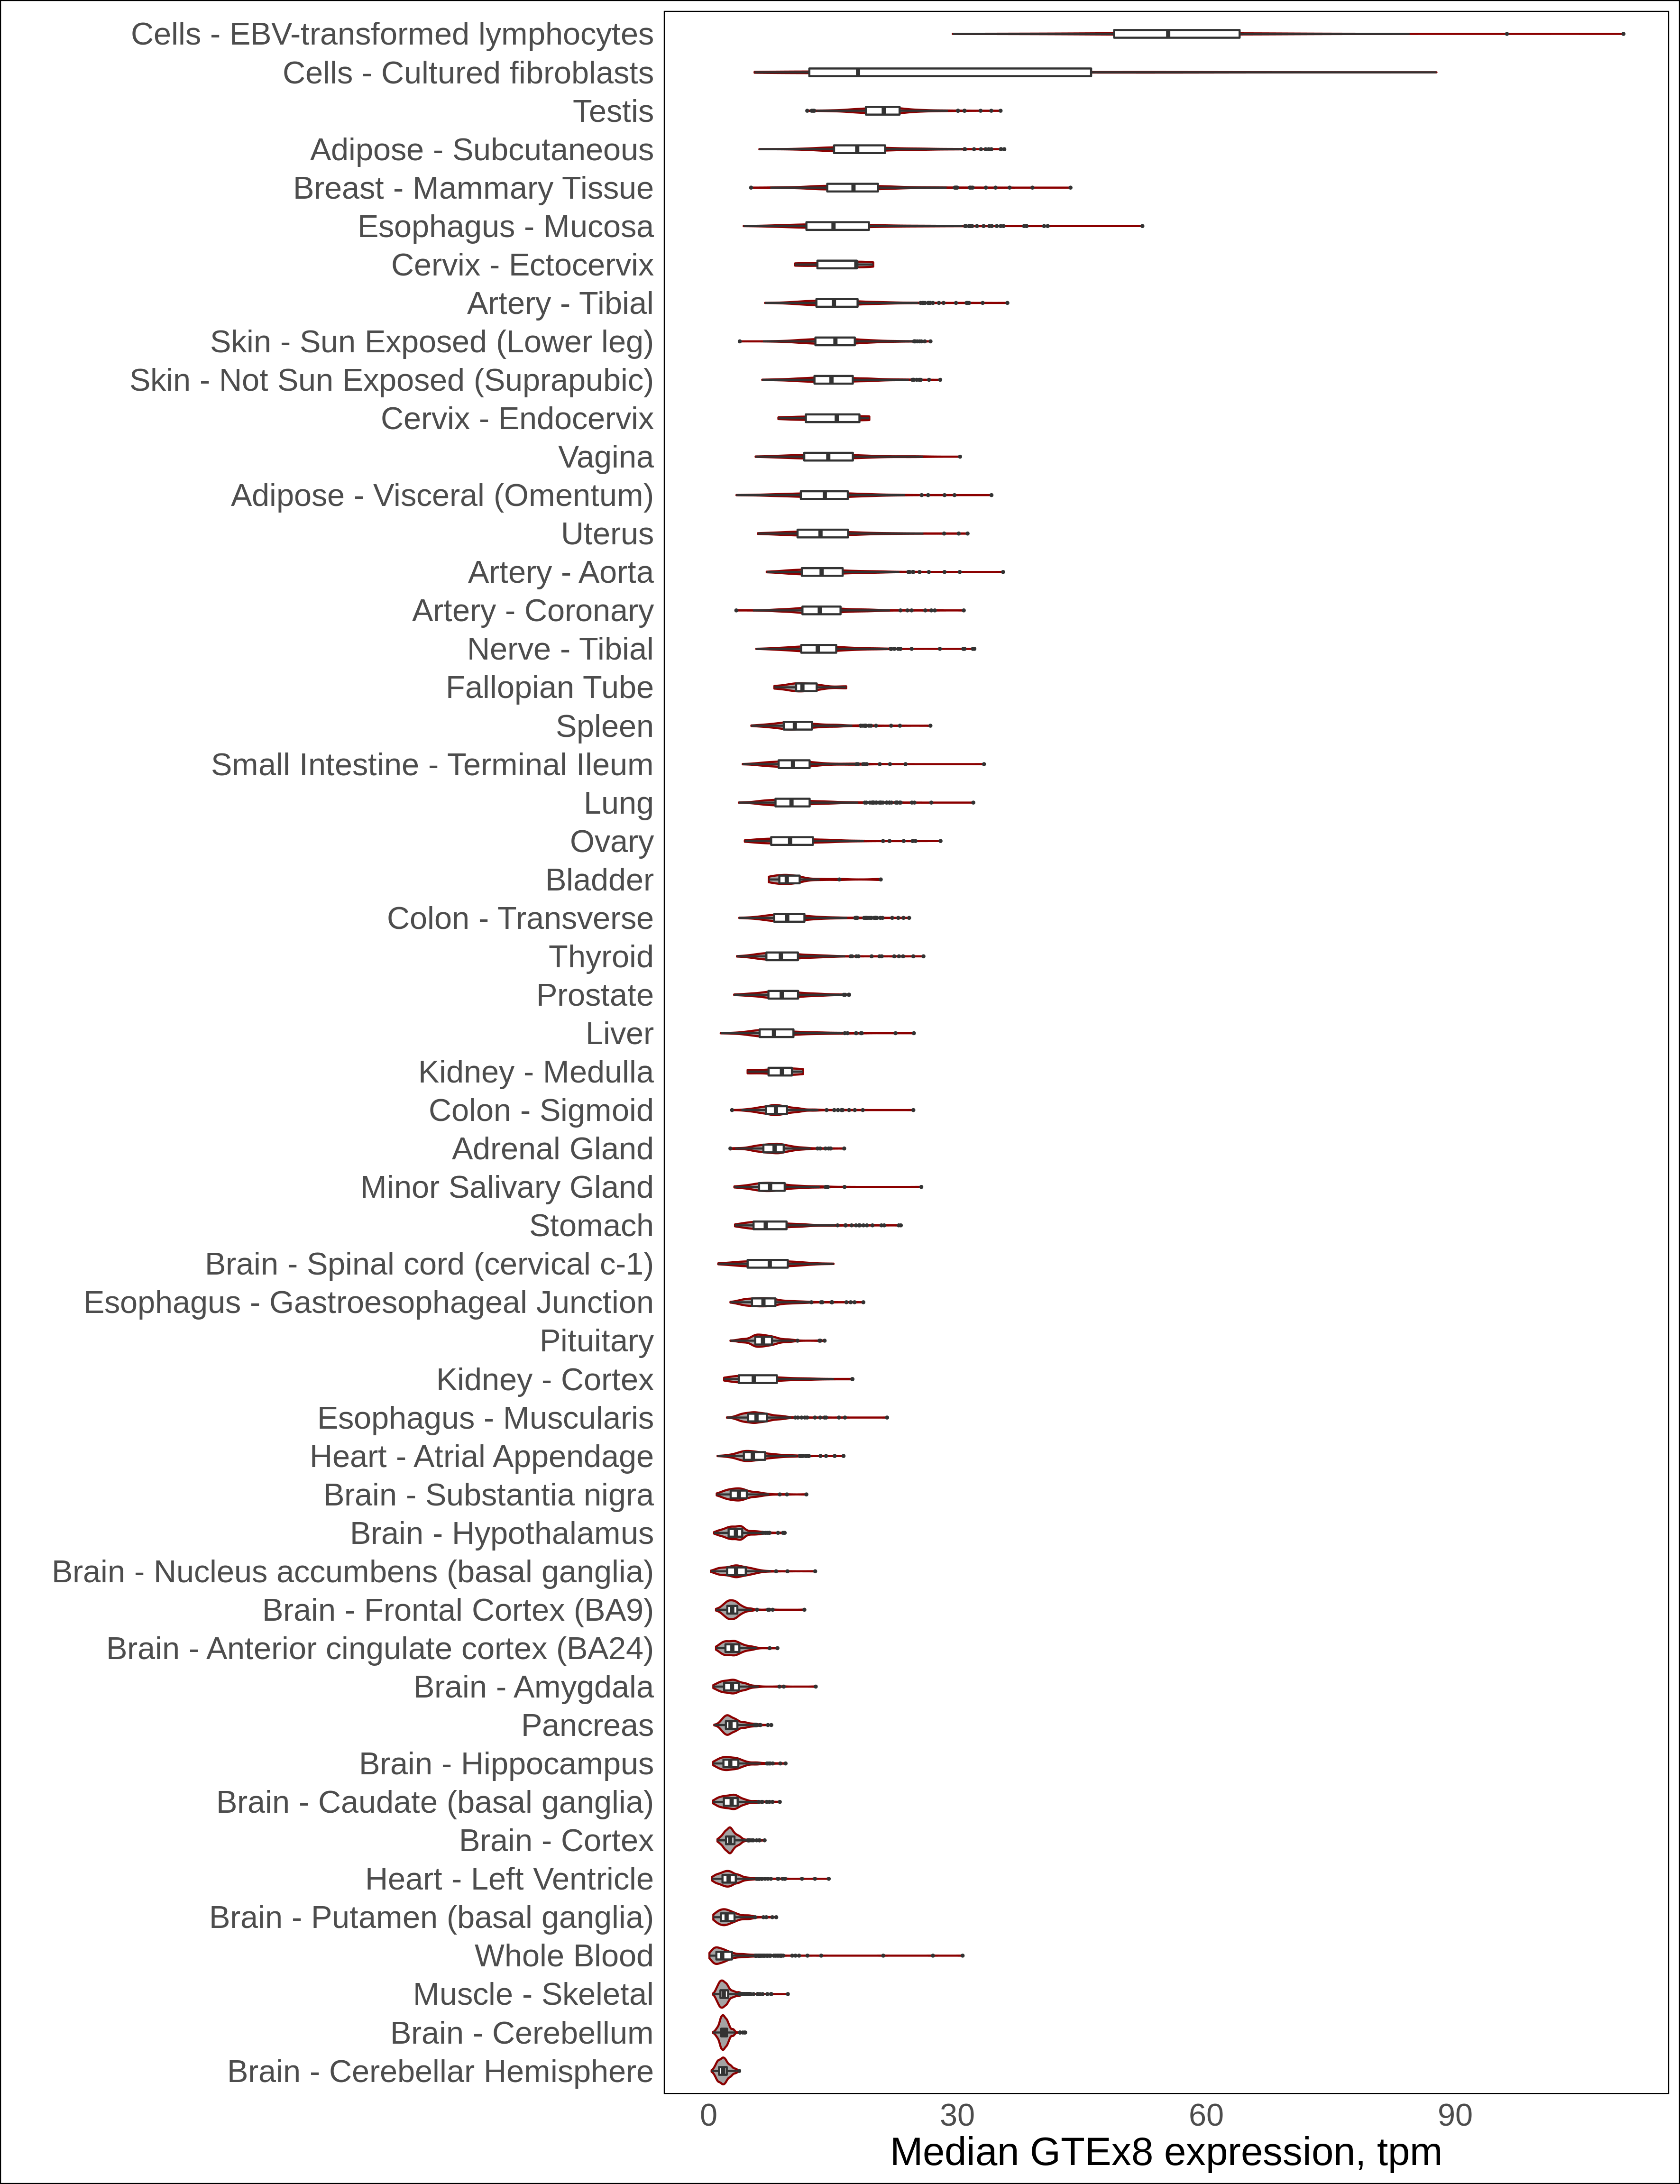 Cells - EBV-transformed lymphocytes
Cells - Cultured fibroblasts
Testis
Adipose - Subcutaneous
Breast - Mammary Tissue
Esophagus - Mucosa
Cervix - Ectocervix
Artery - Tibial
Skin - Sun Exposed (Lower leg)
Skin - Not Sun Exposed (Suprapubic)
Cervix - Endocervix
Vagina
Adipose - Visceral (Omentum)
Uterus
Artery - Aorta
Artery - Coronary
Nerve - Tibial
Fallopian Tube
Spleen
Small Intestine - Terminal Ileum
Lung
Ovary
Bladder
Colon - Transverse
Thyroid
Prostate
Liver
Kidney - Medulla
Colon - Sigmoid
Adrenal Gland
Minor Salivary Gland
Stomach
Brain - Spinal cord (cervical c-1)
Esophagus - Gastroesophageal Junction
Pituitary
Kidney - Cortex
Esophagus - Muscularis
Heart - Atrial Appendage
Brain - Substantia nigra
Brain - Hypothalamus
Brain - Nucleus accumbens (basal ganglia)
Brain - Frontal Cortex (BA9)
Brain - Anterior cingulate cortex (BA24)
Brain - Amygdala
Pancreas
Brain - Hippocampus
Brain - Caudate (basal ganglia)
Brain - Cortex
Heart - Left Ventricle
Brain - Putamen (basal ganglia)
Whole Blood
Muscle - Skeletal
Brain - Cerebellum
Brain - Cerebellar Hemisphere
0 30 60 90
Median GTEx8 expression, tpm